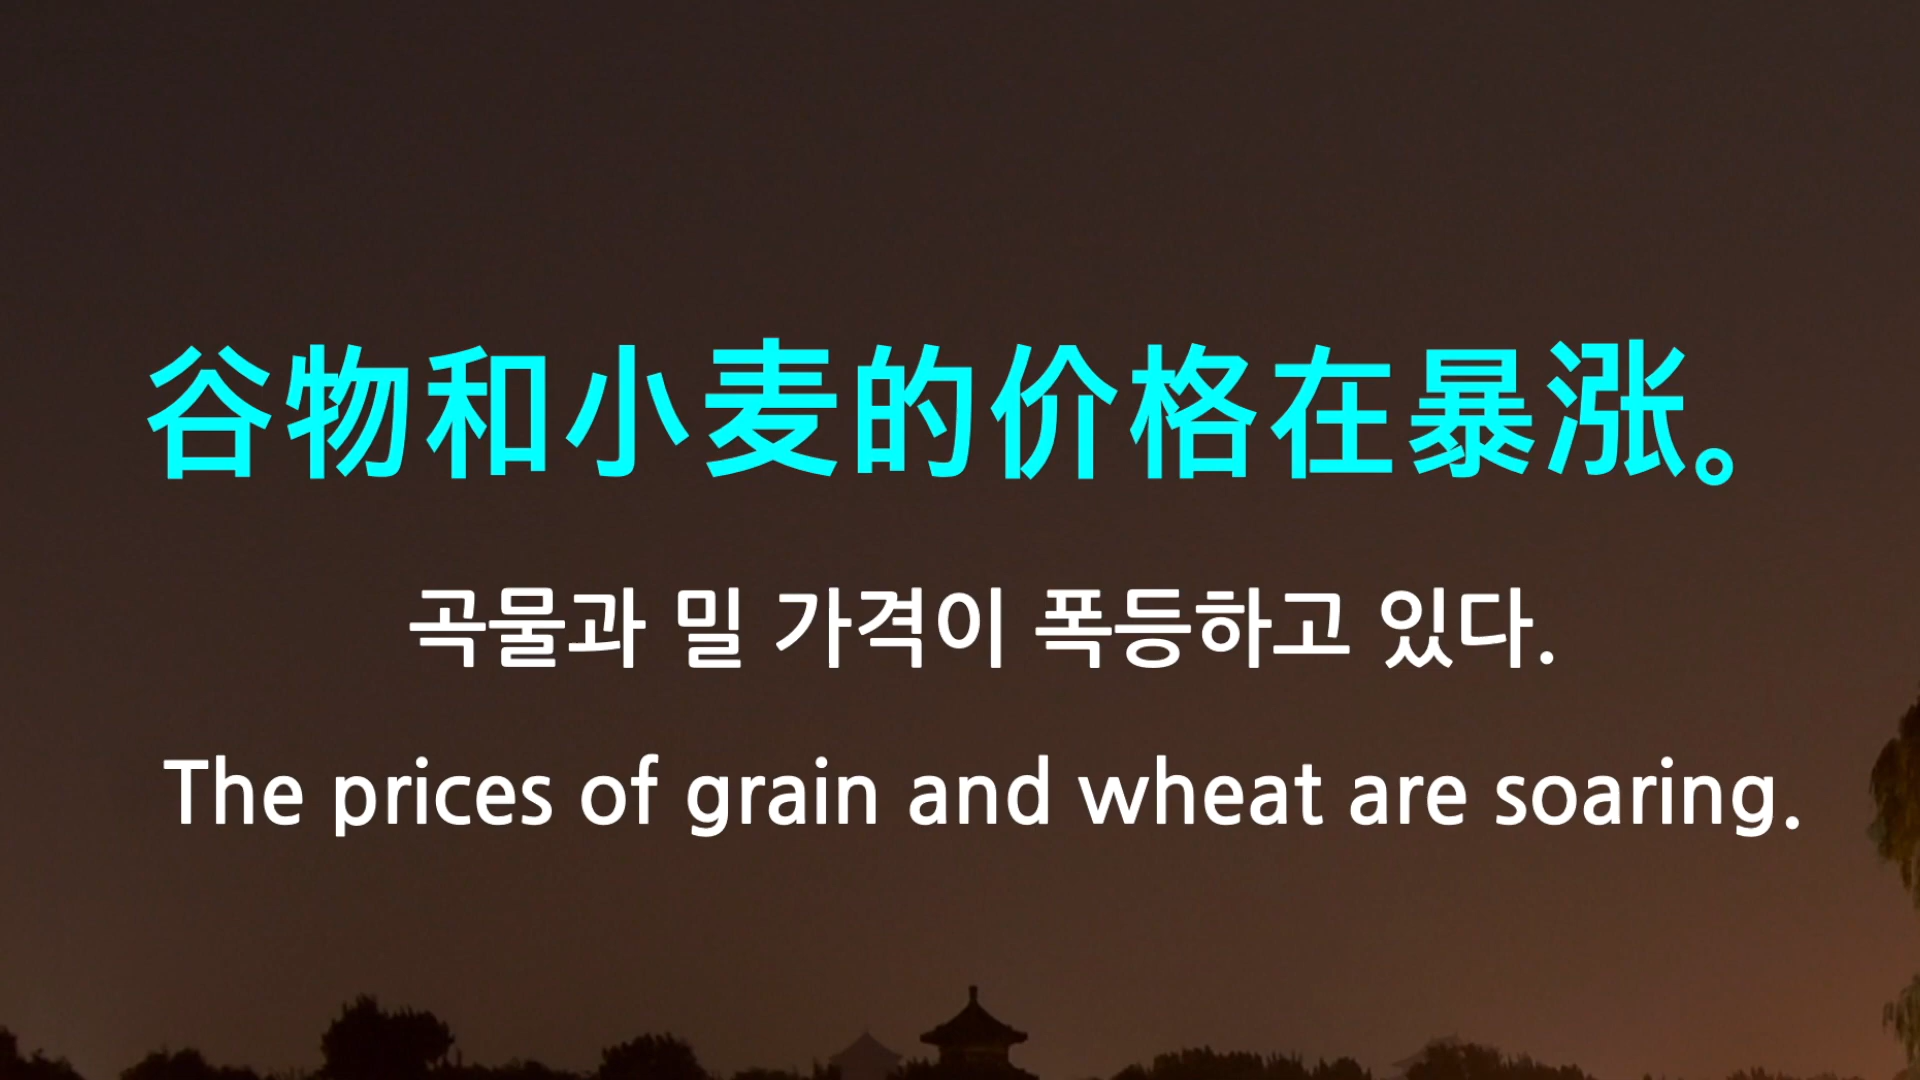 谷物和小麦的价格在暴涨。
곡물과 밀 가격이 폭등하고 있다.
The prices of grain and wheat are soaring.